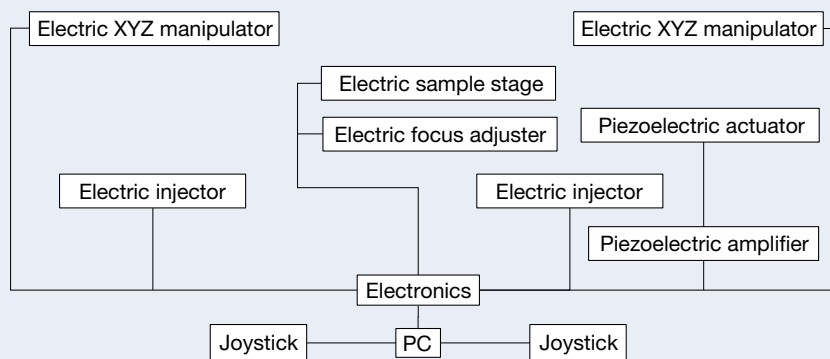 Electric XYZ manipulator
Electric XYZ manipulator
Electric sample stage
Electric focus adjuster
Piezoelectric actuator
Electric injector
Electric injector
Piezoelectric amplifier
Electronics
Joystick
PC
Joystick